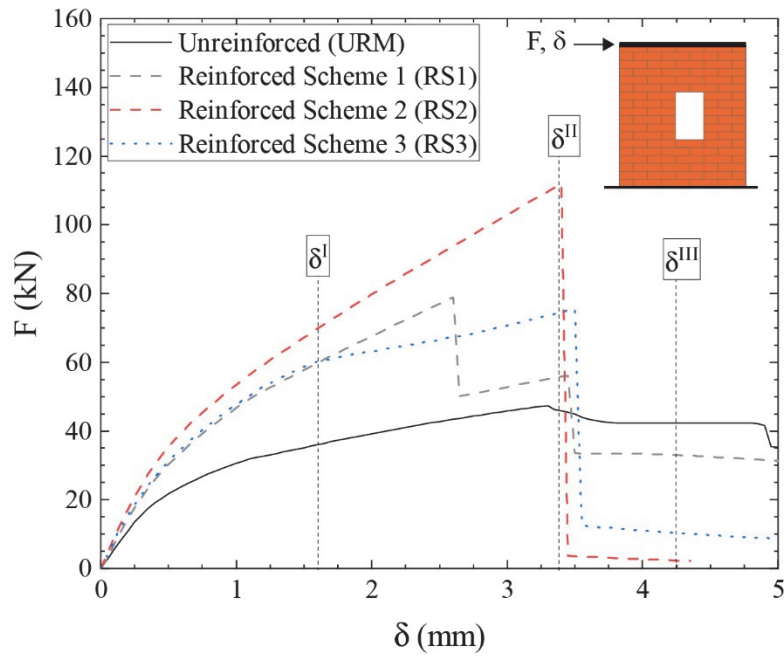 Unreinforced (URM)
Reinforced Scheme 1 (RS1)
Reinforced Scheme 2 (RS2)
Reinforced Scheme 3 (RS3)
F, δ
δᴵᴵ
δᴵ
δᴵᴵᴵ
160
140
120
100
80
60
40
20
0
F (kN)
0 1 2 3 4 5
δ (mm)